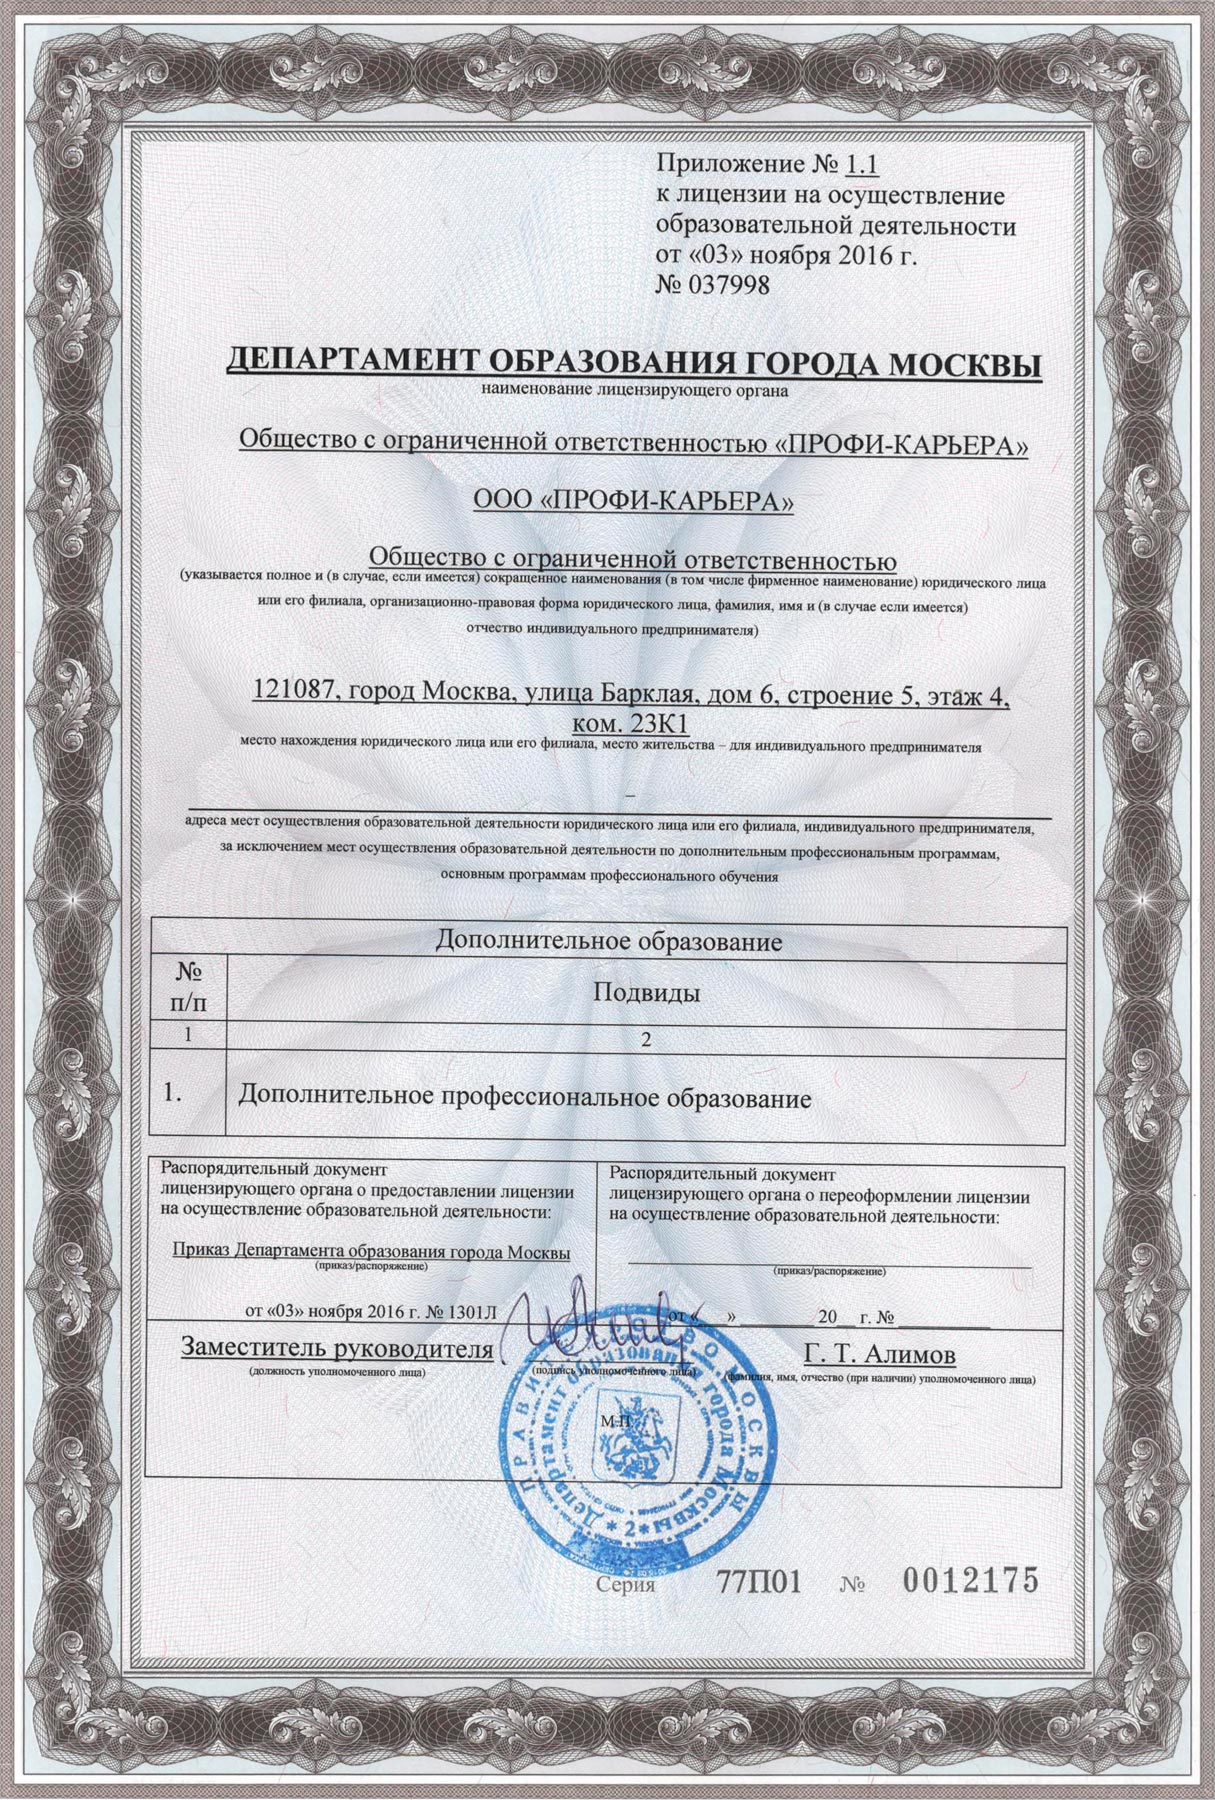 Приложение № 1.1
к лицензии на осуществление
образовательной деятельности
от «03» ноября 2016 г.
№ 037998
ДЕПАРТАМЕНТ ОБРАЗОВАНИЯ ГОРОДА МОСКВЫ
наименование лицензирующего органа
Общество с ограниченной ответственностью «ПРОФИ-КАРЬЕРА»
ООО «ПРОФИ-КАРЬЕРА»
Общество с ограниченной ответственностью
(указывается полное и (в случае, если имеется) сокращенное наименования (в том числе фирменное наименование) юридического лица
или его филиала, организационно-правовая форма юридического лица, фамилия, имя и (в случае если имеется)
отчество индивидуального предпринимателя)
121087, город Москва, улица Барклая, дом 6, строение 5, этаж 4,
ком. 23К1
место нахождения юридического лица или его филиала, место жительства – для индивидуального предпринимателя
–
адреса мест осуществления образовательной деятельности юридического лица или его филиала, индивидуального предпринимателя,
за исключением мест осуществления образовательной деятельности по дополнительным профессиональным программам,
основным программам профессионального обучения
Дополнительное образование
№
п/п
Подвиды
1
2
1.
Дополнительное профессиональное образование
Распорядительный документ
лицензирующего органа о предоставлении лицензии
на осуществление образовательной деятельности:
Приказ Департамента образования города Москвы
(приказ/распоряжение)
от «03» ноября 2016 г. № 1301Л
Распорядительный документ
лицензирующего органа о переоформлении лицензии
на осуществление образовательной деятельности:
(приказ/распоряжение)
от «___» ________ 20__ г. № __________
Заместитель руководителя
(должность уполномоченного лица)
(подпись уполномоченного лица)
Г. Т. Алимов
(фамилия, имя, отчество (при наличии) уполномоченного лица)
М.П.
ПРАВИТЕЛЬСТВО МОСКВЫ
Департамент образования города Москвы
* 2 *
Серия 77П01 № 0012175